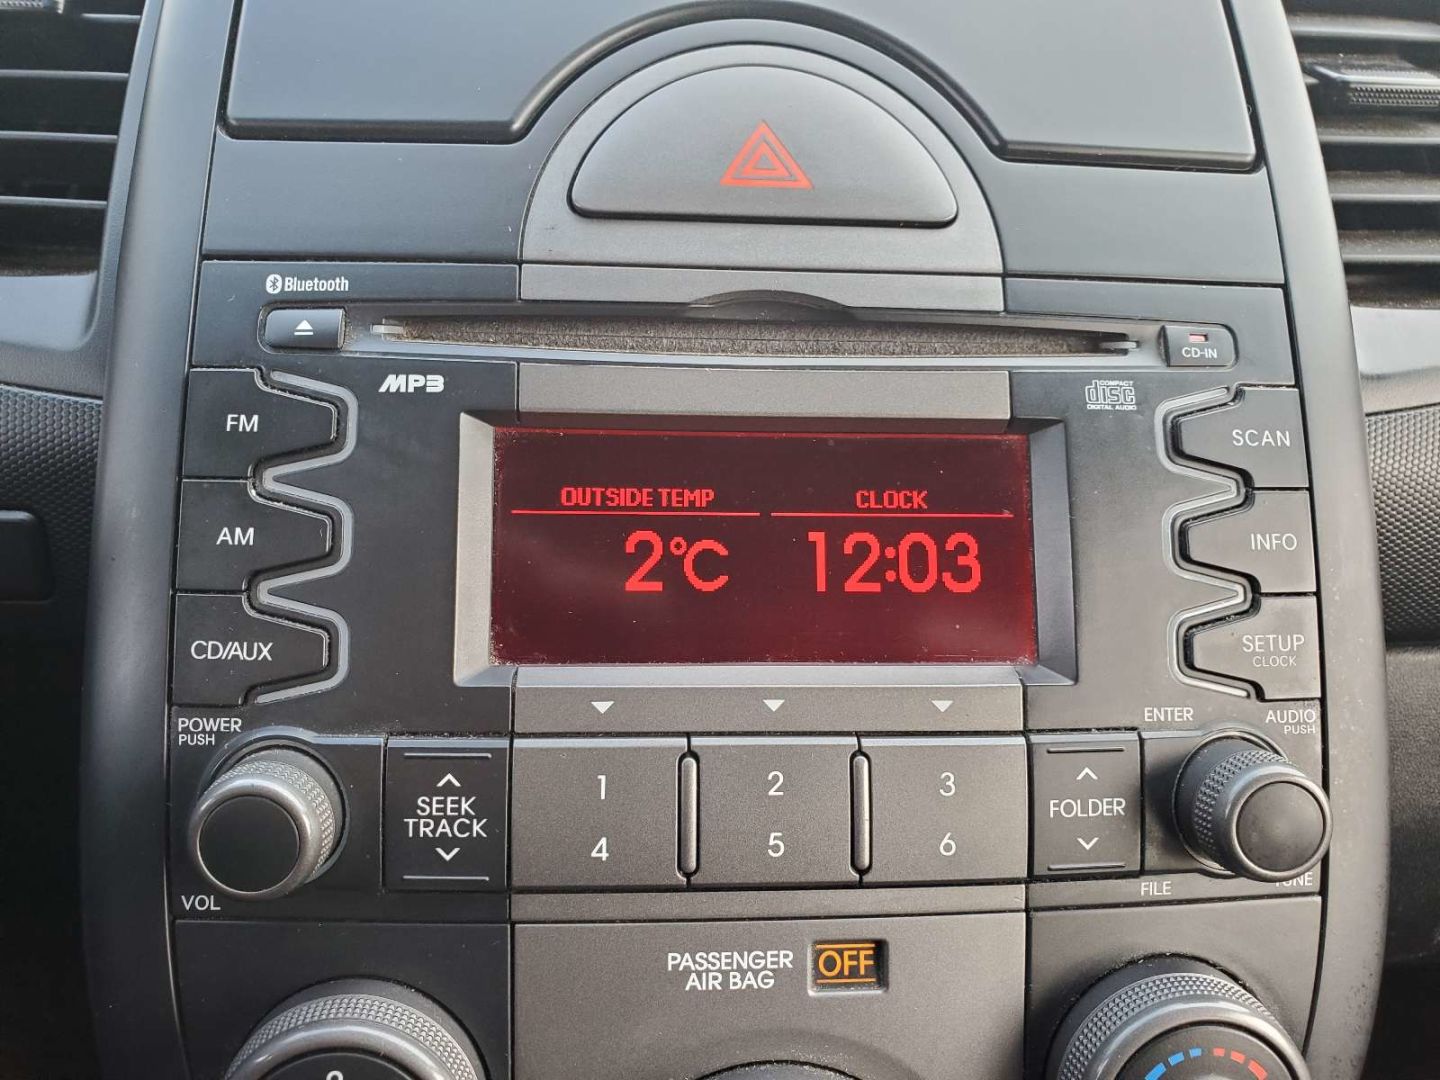 Bluetooth
CD-IN
MP3
COMPACT
disc
DIGITAL AUDIO
FM
SCAN
OUTSIDE TEMP
CLOCK
2°C
12:03
AM
INFO
CD/AUX
SETUP
CLOCK
POWER
PUSH
ENTER
AUDIO
PUSH
SEEK
TRACK
1
2
3
4
5
6
FOLDER
VOL
FILE
TUNE
PASSENGER
AIR BAG
OFF